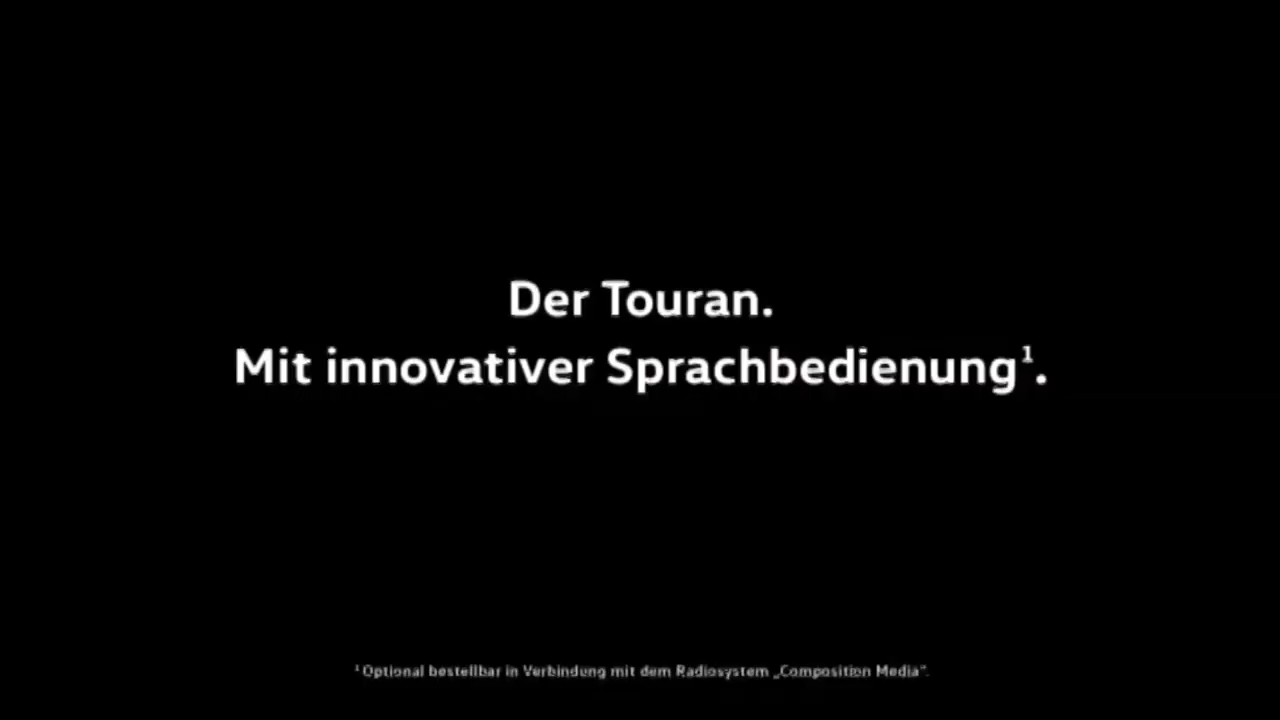 Der Touran.
Mit innovativer Sprachbedienung¹.
¹ Optional bestellbar in Verbindung mit dem Radiosystem „Composition Media“.